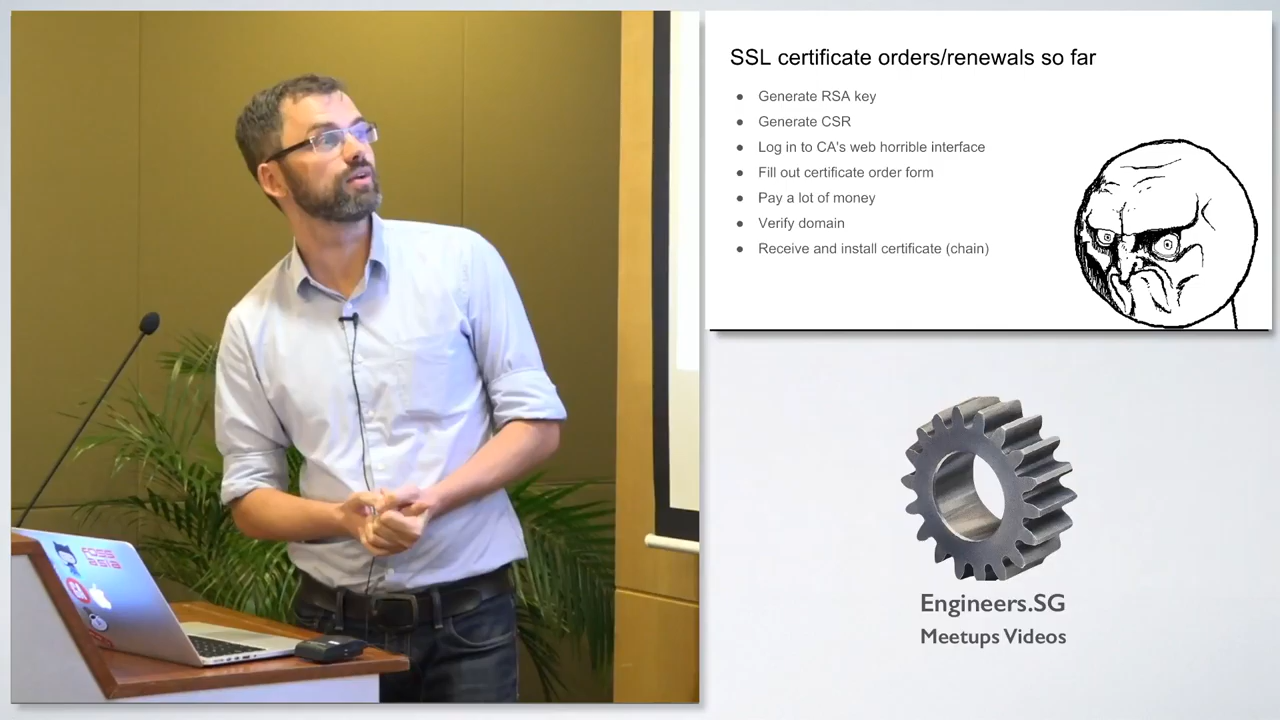 SSL certificate orders/renewals so far
● Generate RSA key
● Generate CSR
● Log in to CA's web horrible interface
● Fill out certificate order form
● Pay a lot of money
● Verify domain
● Receive and install certificate (chain)
FOSS
ASIA
Engineers.SG
Meetups Videos